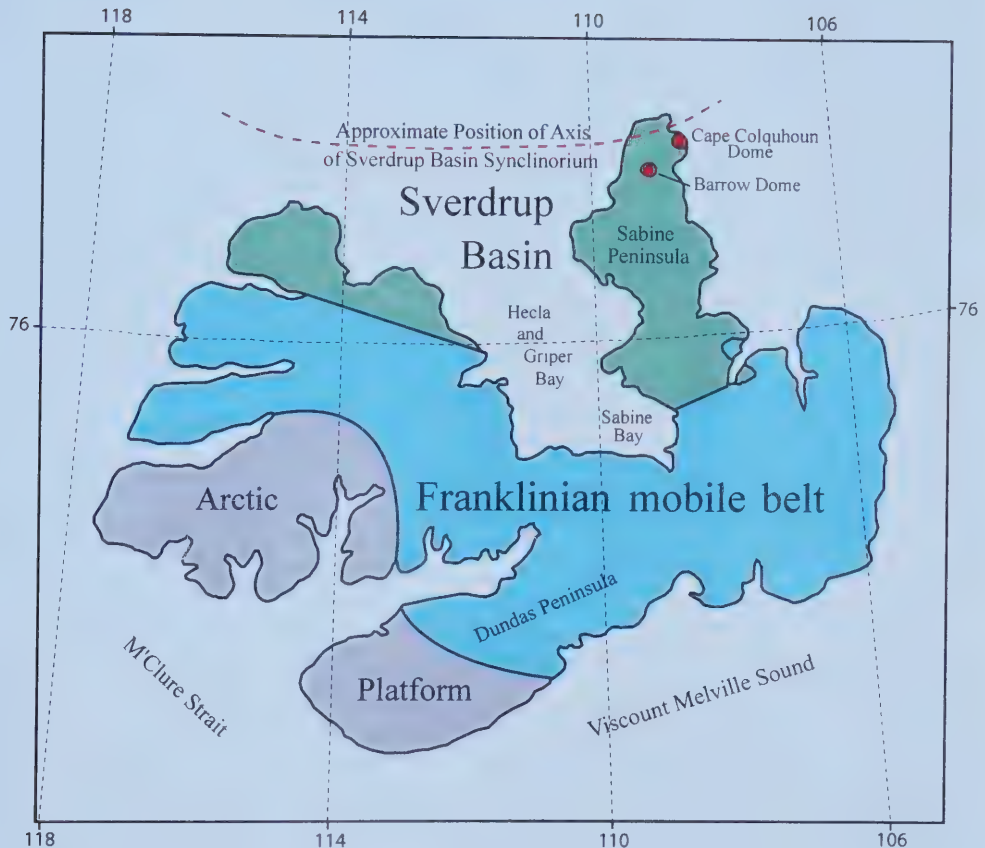 118
114
110
106
Approximate Position of Axis
of Sverdrup Basin Synclinorium
Cape Colquhoun
Dome
Barrow Dome
Sverdrup
Basin
Sabine
Peninsula
Hecla
and
Griper
Bay
76
76
Sabine
Bay
Arctic
Franklinian mobile belt
Dundas Peninsula
M'Clure Strait
Platform
Viscount Melville Sound
118
114
110
106